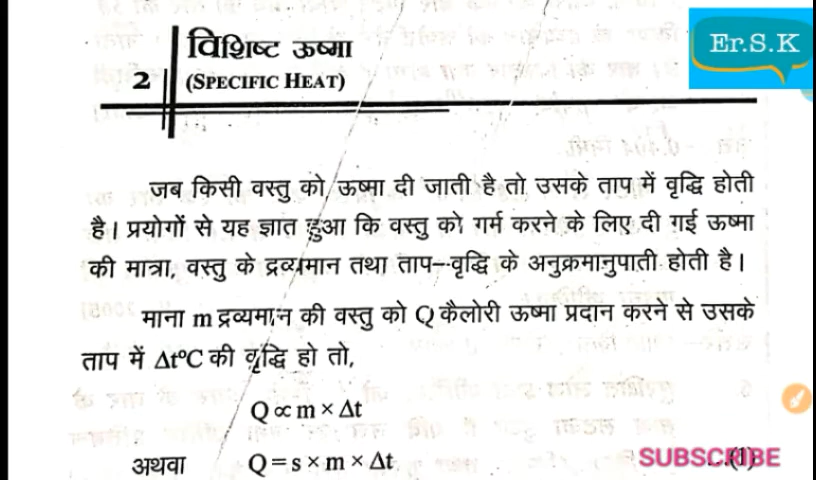 Er.S.K
2
विशिष्ट ऊष्मा
(SPECIFIC HEAT)
जब किसी वस्तु को ऊष्मा दी जाती है तो उसके ताप में वृद्धि होती
है। प्रयोगों से यह ज्ञात हुआ कि वस्तु को गर्म करने के लिए दी गई ऊष्मा
की मात्रा, वस्तु के द्रव्यमान तथा ताप-वृद्धि के अनुक्रमानुपाती होती है।
माना m द्रव्यमान की वस्तु को Q कैलोरी ऊष्मा प्रदान करने से उसके
ताप में Δt°C की वृद्धि हो तो,
Q ∝ m × Δt
अथवा Q = s × m × Δt ...(1)
SUBSCRIBE